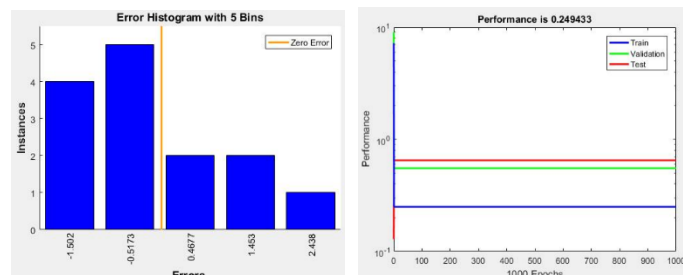 Error Histogram with 5 Bins
Zero Error
Instances
5
4
3
2
1
0
-1.502
-0.5173
0.4677
1.453
2.438
Errors
Performance is 0.249433
Train
Validation
Test
Performance
10^1
10^0
10^-1
0 100 200 300 400 500 600 700 800 900 1000
1000 Epochs